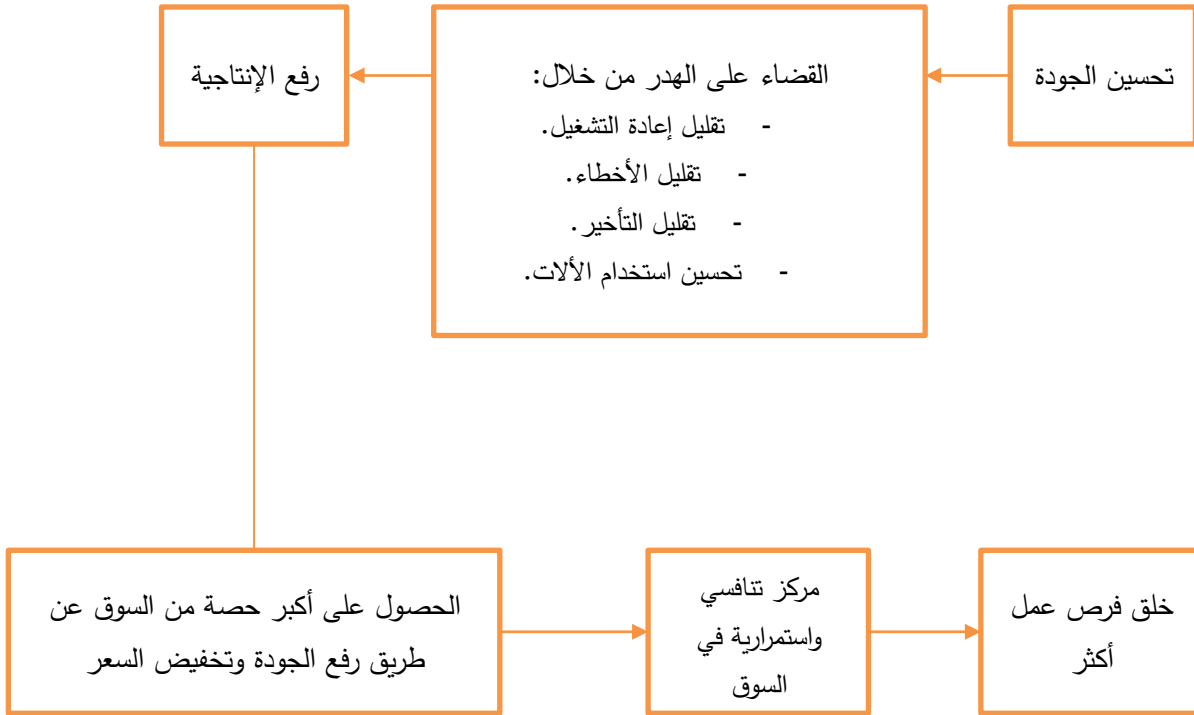 تحسين الجودة
القضاء على الهدر من خلال:
- تقليل إعادة التشغيل.
- تقليل الأخطاء.
- تقليل التأخير.
- تحسين استخدام الألات.
رفع الإنتاجية
الحصول على أكبر حصة من السوق عن
طريق رفع الجودة وتخفيض السعر
مركز تنافسي
واستمرارية في
السوق
خلق فرص عمل
أكثر